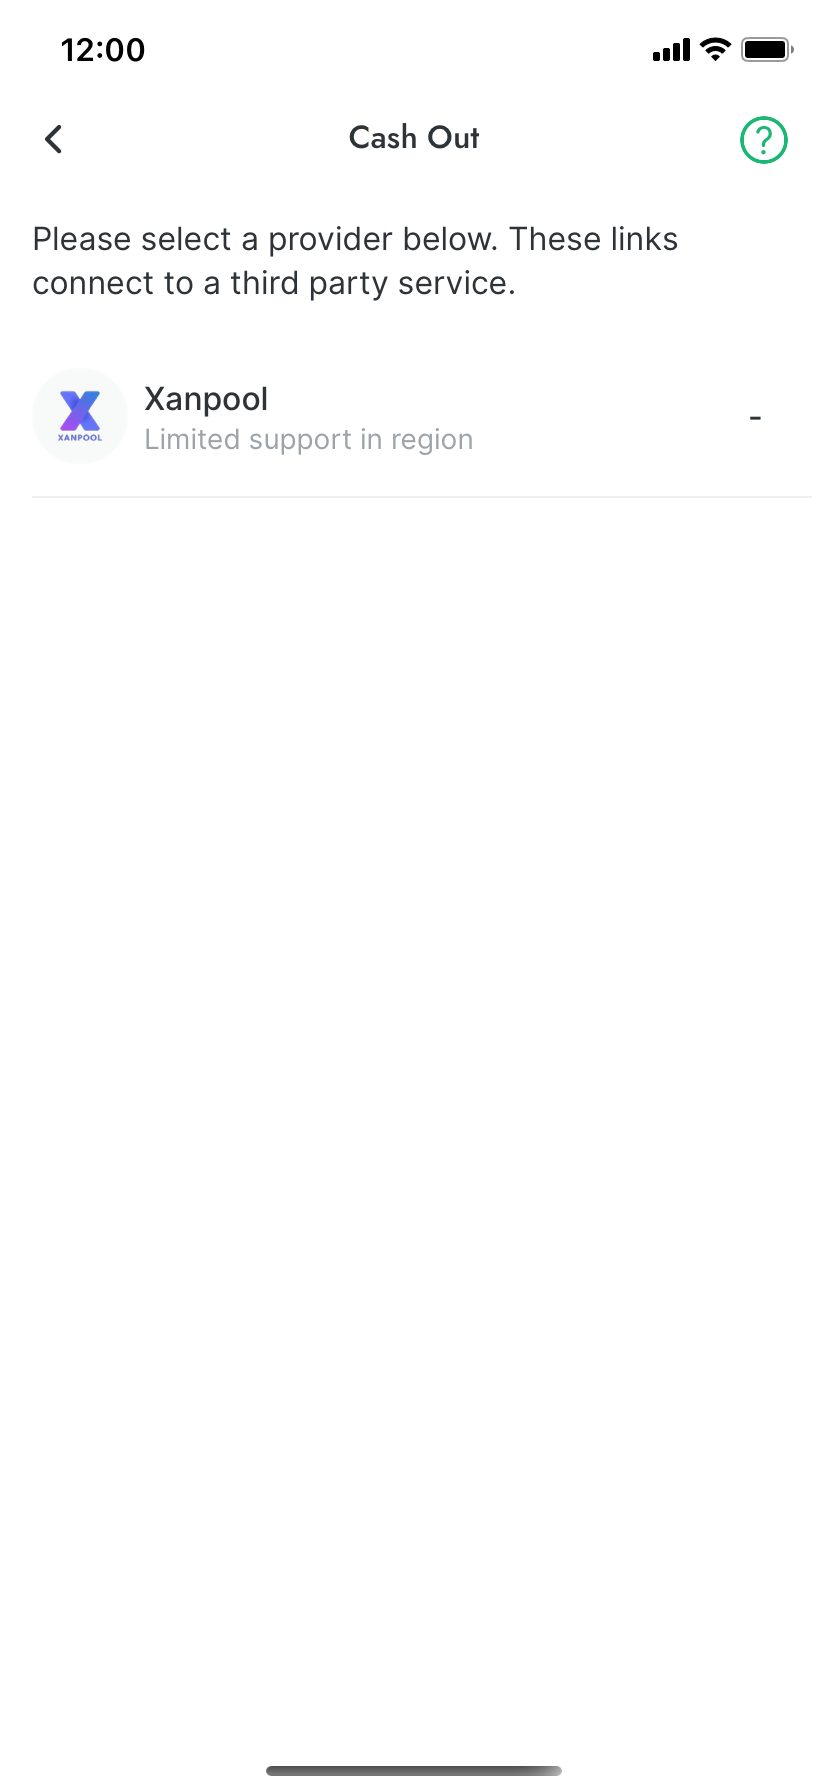 12:00
Cash Out
?
Please select a provider below. These links
connect to a third party service.
Xanpool
XANPOOL
Limited support in region
-